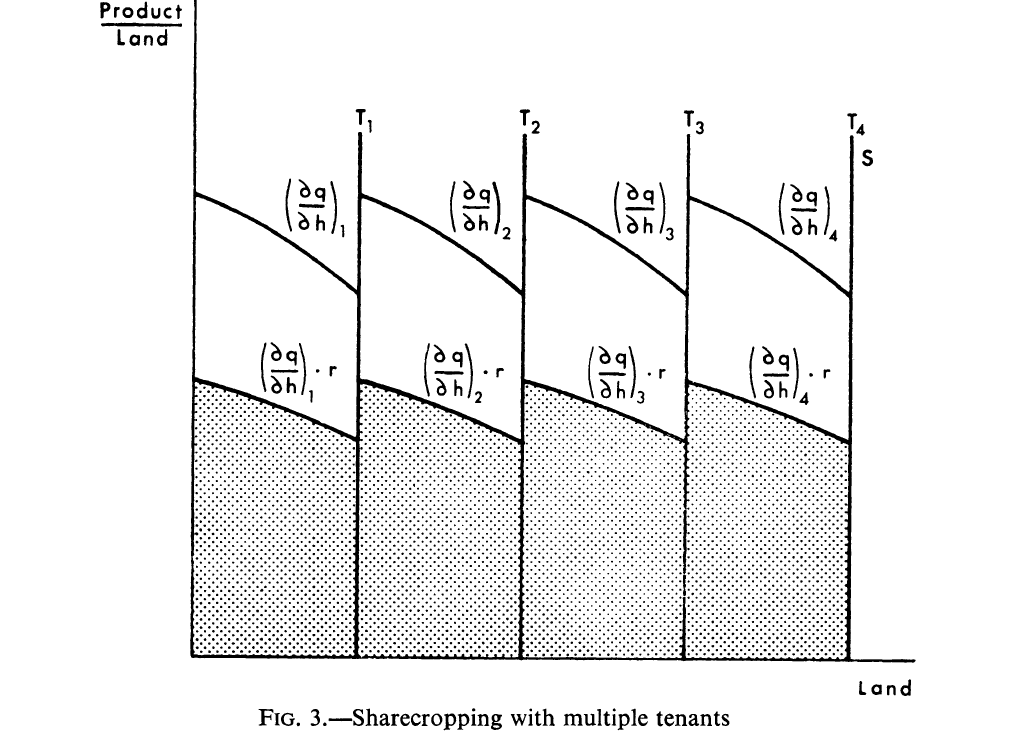 Product
Land
T₁ T₂ T₃ T₄
S
(∂q/∂h)₁ (∂q/∂h)₂ (∂q/∂h)₃ (∂q/∂h)₄
(∂q/∂h)₁ · r (∂q/∂h)₂ · r (∂q/∂h)₃ · r (∂q/∂h)₄ · r
Land
FIG. 3.—Sharecropping with multiple tenants